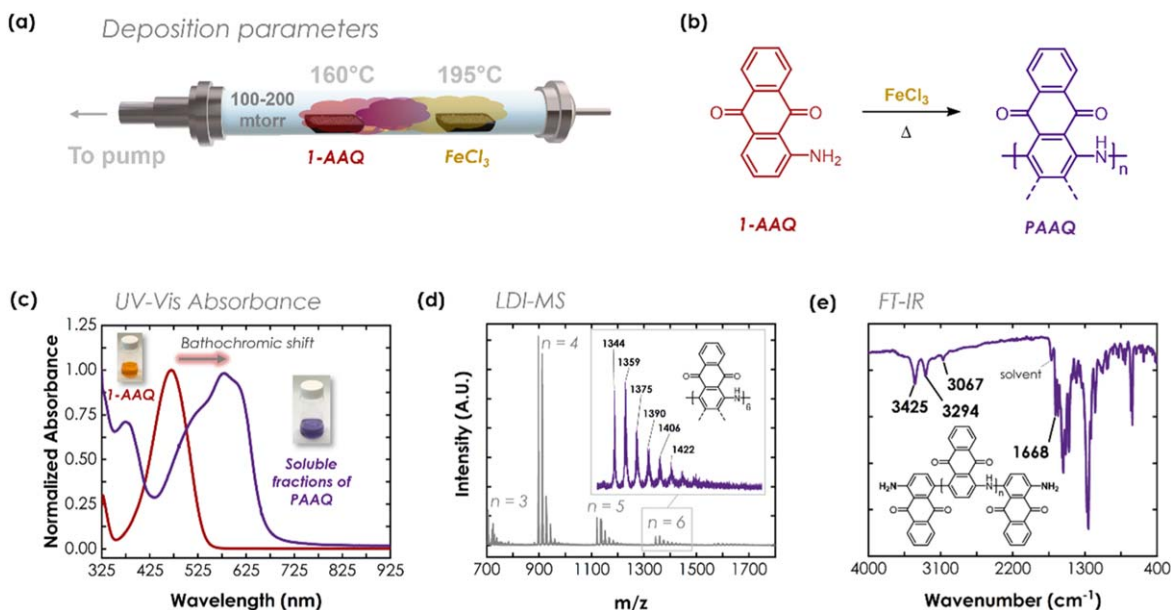 (a)
Deposition parameters
160°C
195°C
100-200
mtorr
To pump
1-AAQ
FeCl3
(b)
O
O
NH2
FeCl3
Δ
O
O
H
N
n
1-AAQ
PAAQ
(c)
UV-Vis Absorbance
Normalized Absorbance
1.25
1.00
0.75
0.50
0.25
0.00
Bathochromic shift
1-AAQ
Soluble
fractions of
PAAQ
325 425 525 625 725 825 925
Wavelength (nm)
(d)
LDI-MS
Intensity (A.U.)
n = 3
n = 4
n = 5
n = 6
1344
1359
1375
1390
1406
1422
O
O
H
N
6
700 900 1100 1300 1500 1700
m/z
(e)
FT-IR
solvent
3425
3294
3067
1668
O
O
H2N
H
N
n
NH2
O
O
O
O
4000 3100 2200 1300 400
Wavenumber (cm-1)